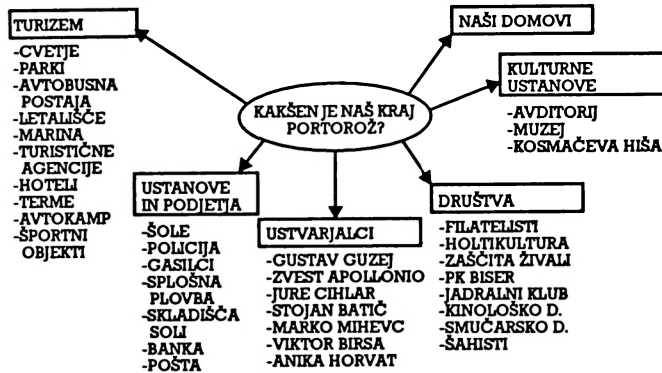 TURIZEM
-CVETJE
-PARKI
-AVTOBUSNA
POSTAJA
-LETALIŠČE
-MARINA
-TURISTIČNE
AGENCIJE
-HOTELI
-TERME
-AVTOKAMP
-ŠPORTNI
OBJEKTI
KAKŠEN JE NAŠ KRAJ
PORTOROŽ?
NAŠI DOMOVI
KULTURNE
USTANOVE
-AVDITORIJ
-MUZEJ
-KOSMAČEVA HIŠA
USTANOVE
IN PODJETJA
-ŠOLE
-POLICIJA
-GASILCI
-SPLOŠNA
PLOVBA
-SKLADIŠČA
SOLI
-BANKA
-POŠTA
USTVARJALCI
-GUSTAV GUZEJ
-ZVEST APOLLONIO
-JURE CIHLAR
-STOJAN BATIČ
-MARKO MIHEVC
-VIKTOR BIRSA
-ANIKA HORVAT
DRUŠTVA
-FILATELISTI
-HOLTIKULTURA
-ZAŠČITA ŽIVALI
-PK BISER
-JADRALNI KLUB
-KINOLOŠKO D.
-SMUČARSKO D.
-ŠAHISTI